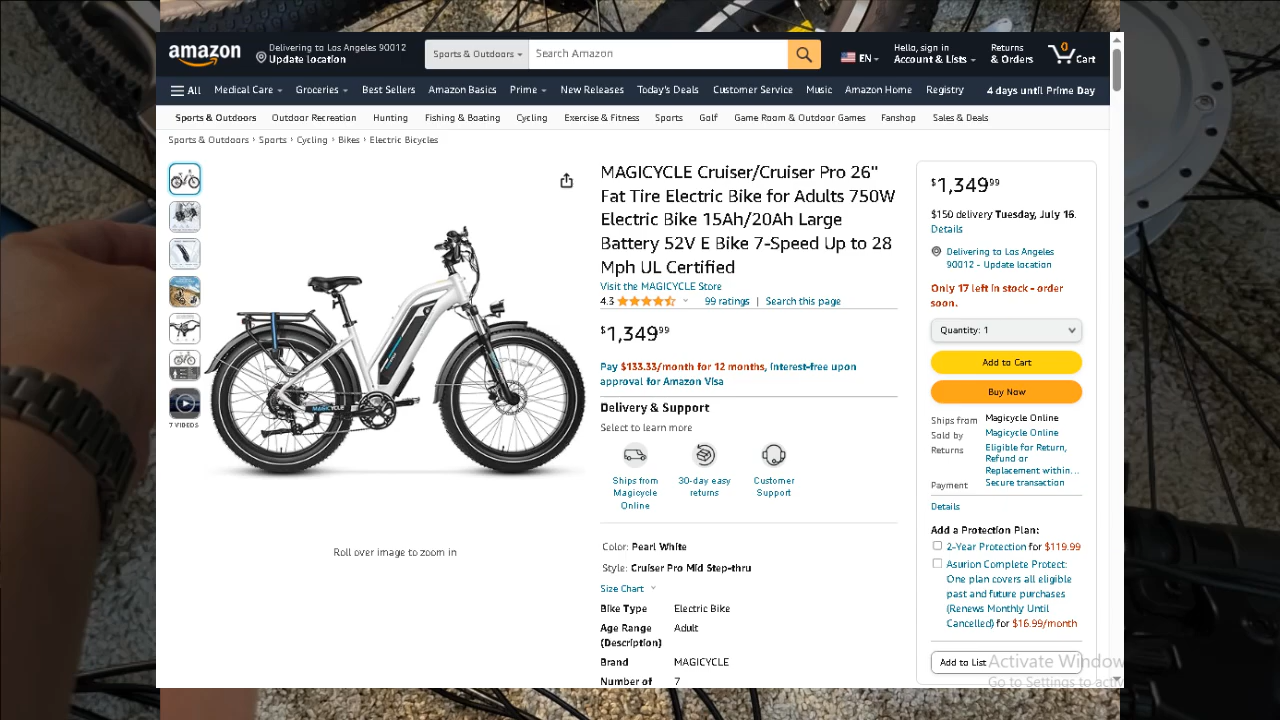 amazon
Delivering to Los Angeles 90012
Update location
Sports & Outdoors
Search Amazon
EN
Hello, sign in
Account & Lists
Returns
& Orders
0
Cart
All
Medical Care
Groceries
Best Sellers
Amazon Basics
Prime
New Releases
Today's Deals
Customer Service
Music
Amazon Home
Registry
4 days until Prime Day
Sports & Outdoors
Outdoor Recreation
Hunting
Fishing & Boating
Cycling
Exercise & Fitness
Sports
Golf
Game Room & Outdoor Games
Fanshop
Sales & Deals
Sports & Outdoors › Sports › Cycling › Bikes › Electric Bicycles
7 VIDEOS
MAGICYCLE
Roll over image to zoom in
MAGICYCLE Cruiser/Cruiser Pro 26"
Fat Tire Electric Bike for Adults 750W
Electric Bike 15Ah/20Ah Large
Battery 52V E Bike 7-Speed Up to 28
Mph UL Certified
Visit the MAGICYCLE Store
4.3
99 ratings | Search this page
$1,349.99
Pay $133.33/month for 12 months, interest-free upon
approval for Amazon Visa
Delivery & Support
Select to learn more
Ships from
Magicycle
Online
30-day easy
returns
Customer
Support
Color: Pearl White
Style: Cruiser Pro Mid Step-thru
Size Chart
Bike Type Electric Bike
Age Range
(Description)
Adult
Brand MAGICYCLE
Number of 7
$1,349.99
$150 delivery Tuesday, July 16.
Details
Delivering to Los Angeles
90012 - Update location
Only 17 left in stock - order
soon.
Quantity: 1
Add to Cart
Buy Now
Ships from Magicycle Online
Sold by Magicycle Online
Returns Eligible for Return,
Refund or
Replacement within...
Payment Secure transaction
Details
Add a Protection Plan:
2-Year Protection for $119.99
Asurion Complete Protect:
One plan covers all eligible
past and future purchases
(Renews Monthly Until
Cancelled) for $16.99/month
Add to List
Activate Window
Go to Settings to activ